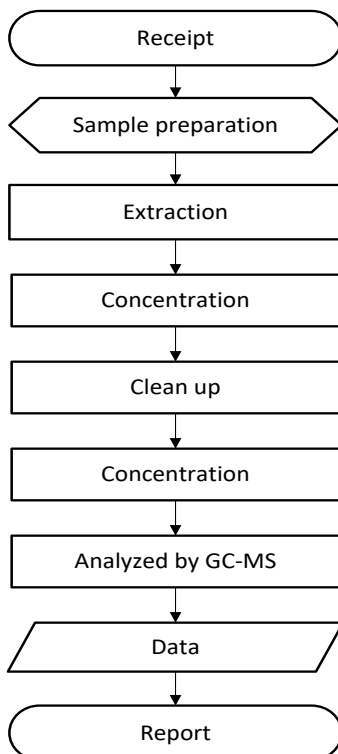 Receipt
Sample preparation
Extraction
Concentration
Clean up
Concentration
Analyzed by GC-MS
Data
Report